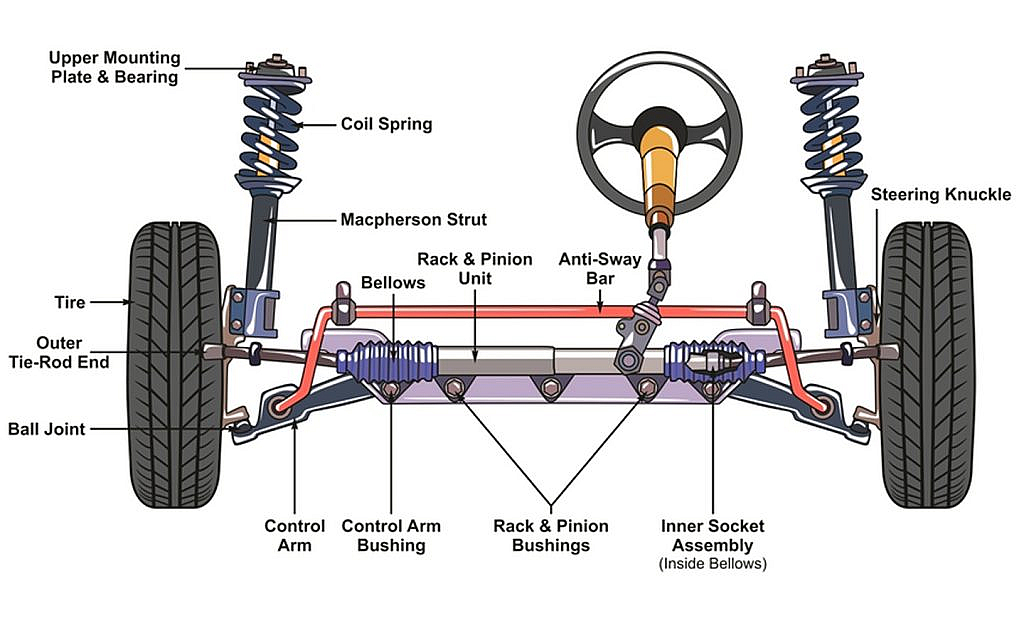 Upper Mounting
Plate & Bearing
Coil Spring
Steering Knuckle
Macpherson Strut
Rack & Pinion
Unit
Anti-Sway
Bar
Bellows
Tire
Outer
Tie-Rod End
Ball Joint
Control
Arm
Control Arm
Bushing
Rack & Pinion
Bushings
Inner Socket
Assembly
(Inside Bellows)